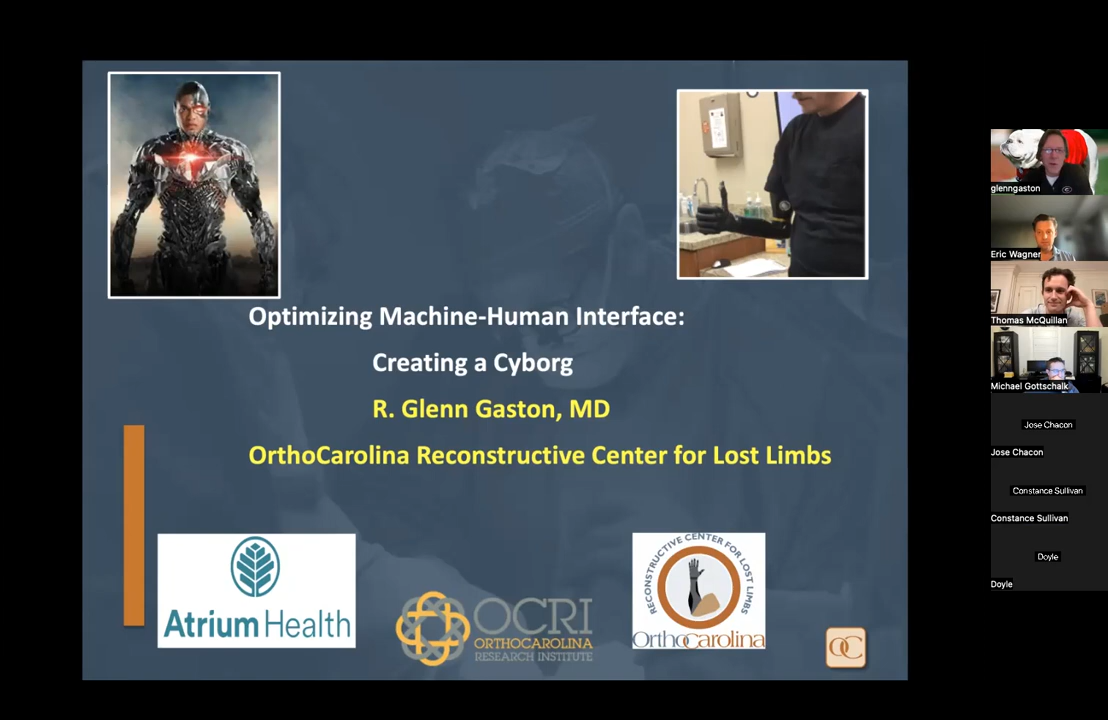 Optimizing Machine-Human Interface:
Creating a Cyborg
R. Glenn Gaston, MD
OrthoCarolina Reconstructive Center for Lost Limbs
Atrium Health
OCRI
ORTHOCAROLINA
RESEARCH INSTITUTE
RECONSTRUCTIVE CENTER FOR LOST LIMBS
OrthoCarolina
OC
glenngaston
Eric Wagner
Thomas McQuillan
Michael Gottschalk
Jose Chacon
Jose Chacon
Constance Sullivan
Constance Sullivan
Doyle
Doyle